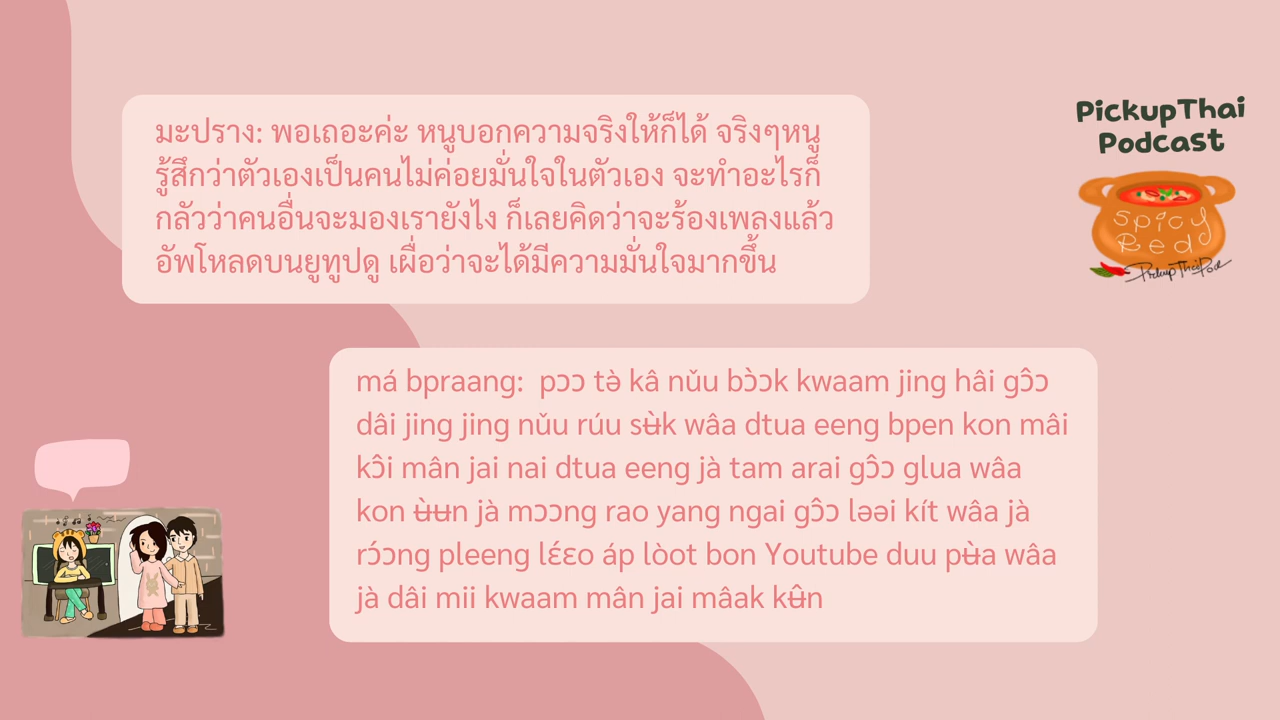 มะปราง: พอเถอะค่ะ หนูบอกความจริงให้ก็ได้ จริงๆหนู
รู้สึกว่าตัวเองเป็นคนไม่ค่อยมั่นใจในตัวเอง จะทำอะไรก็
กลัวว่าคนอื่นจะมองเรายังไง ก็เลยคิดว่าจะร้องเพลงแล้ว
อัพโหลดบนยูทูปดู เผื่อว่าจะได้มีความมั่นใจมากขึ้น
PickupThai
Podcast
Spicy
Red
PickupThaiPod
má bpraang:  pɔɔ tə̀ kâ nǔu bɔ̀ɔk kwaam jing hâi gɔ̂ɔ
dâi jing jing nǔu rúu sʉ̀k wâa dtua eeng bpen kon mâi
kɔ̂i mân jai nai dtua eeng jà tam arai gɔ̂ɔ glua wâa
kon ʉ̀ʉn jà mɔɔng rao yang ngai gɔ̂ɔ ləəi kít wâa jà
rɔ́ɔng pleeng lɛ́ɛo áp lòot bon Youtube duu pʉ̀a wâa
jà dâi mii kwaam mân jai mâak kʉ̂n